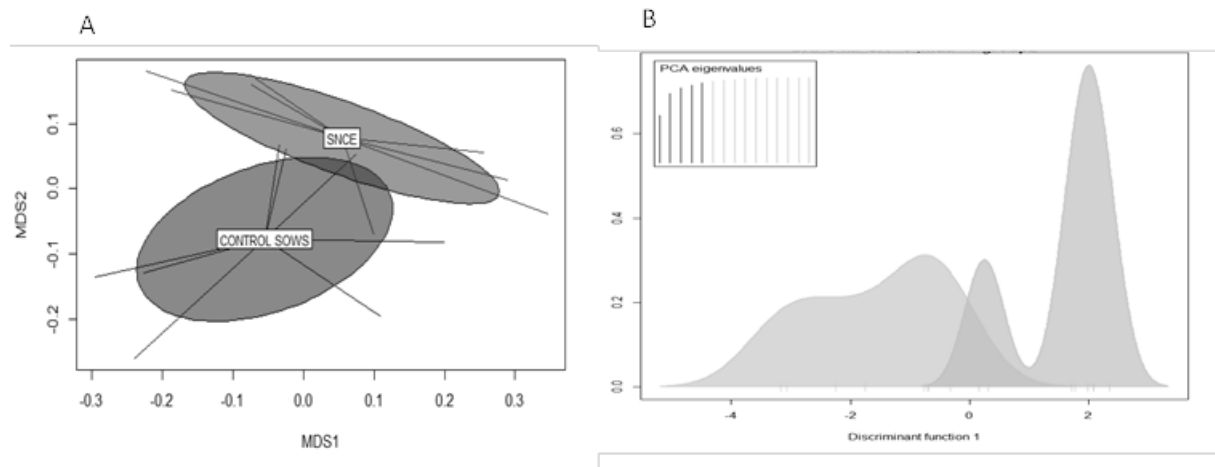 A
SNCE
CONTROL SOWS
0.1
0.0
-0.1
-0.2
MDS2
-0.3
-0.2
-0.1
0.0
0.1
0.2
0.3
MDS1
B
PCA eigenvalues
0.6
0.4
0.2
0.0
-4
-2
0
2
Discriminant function 1